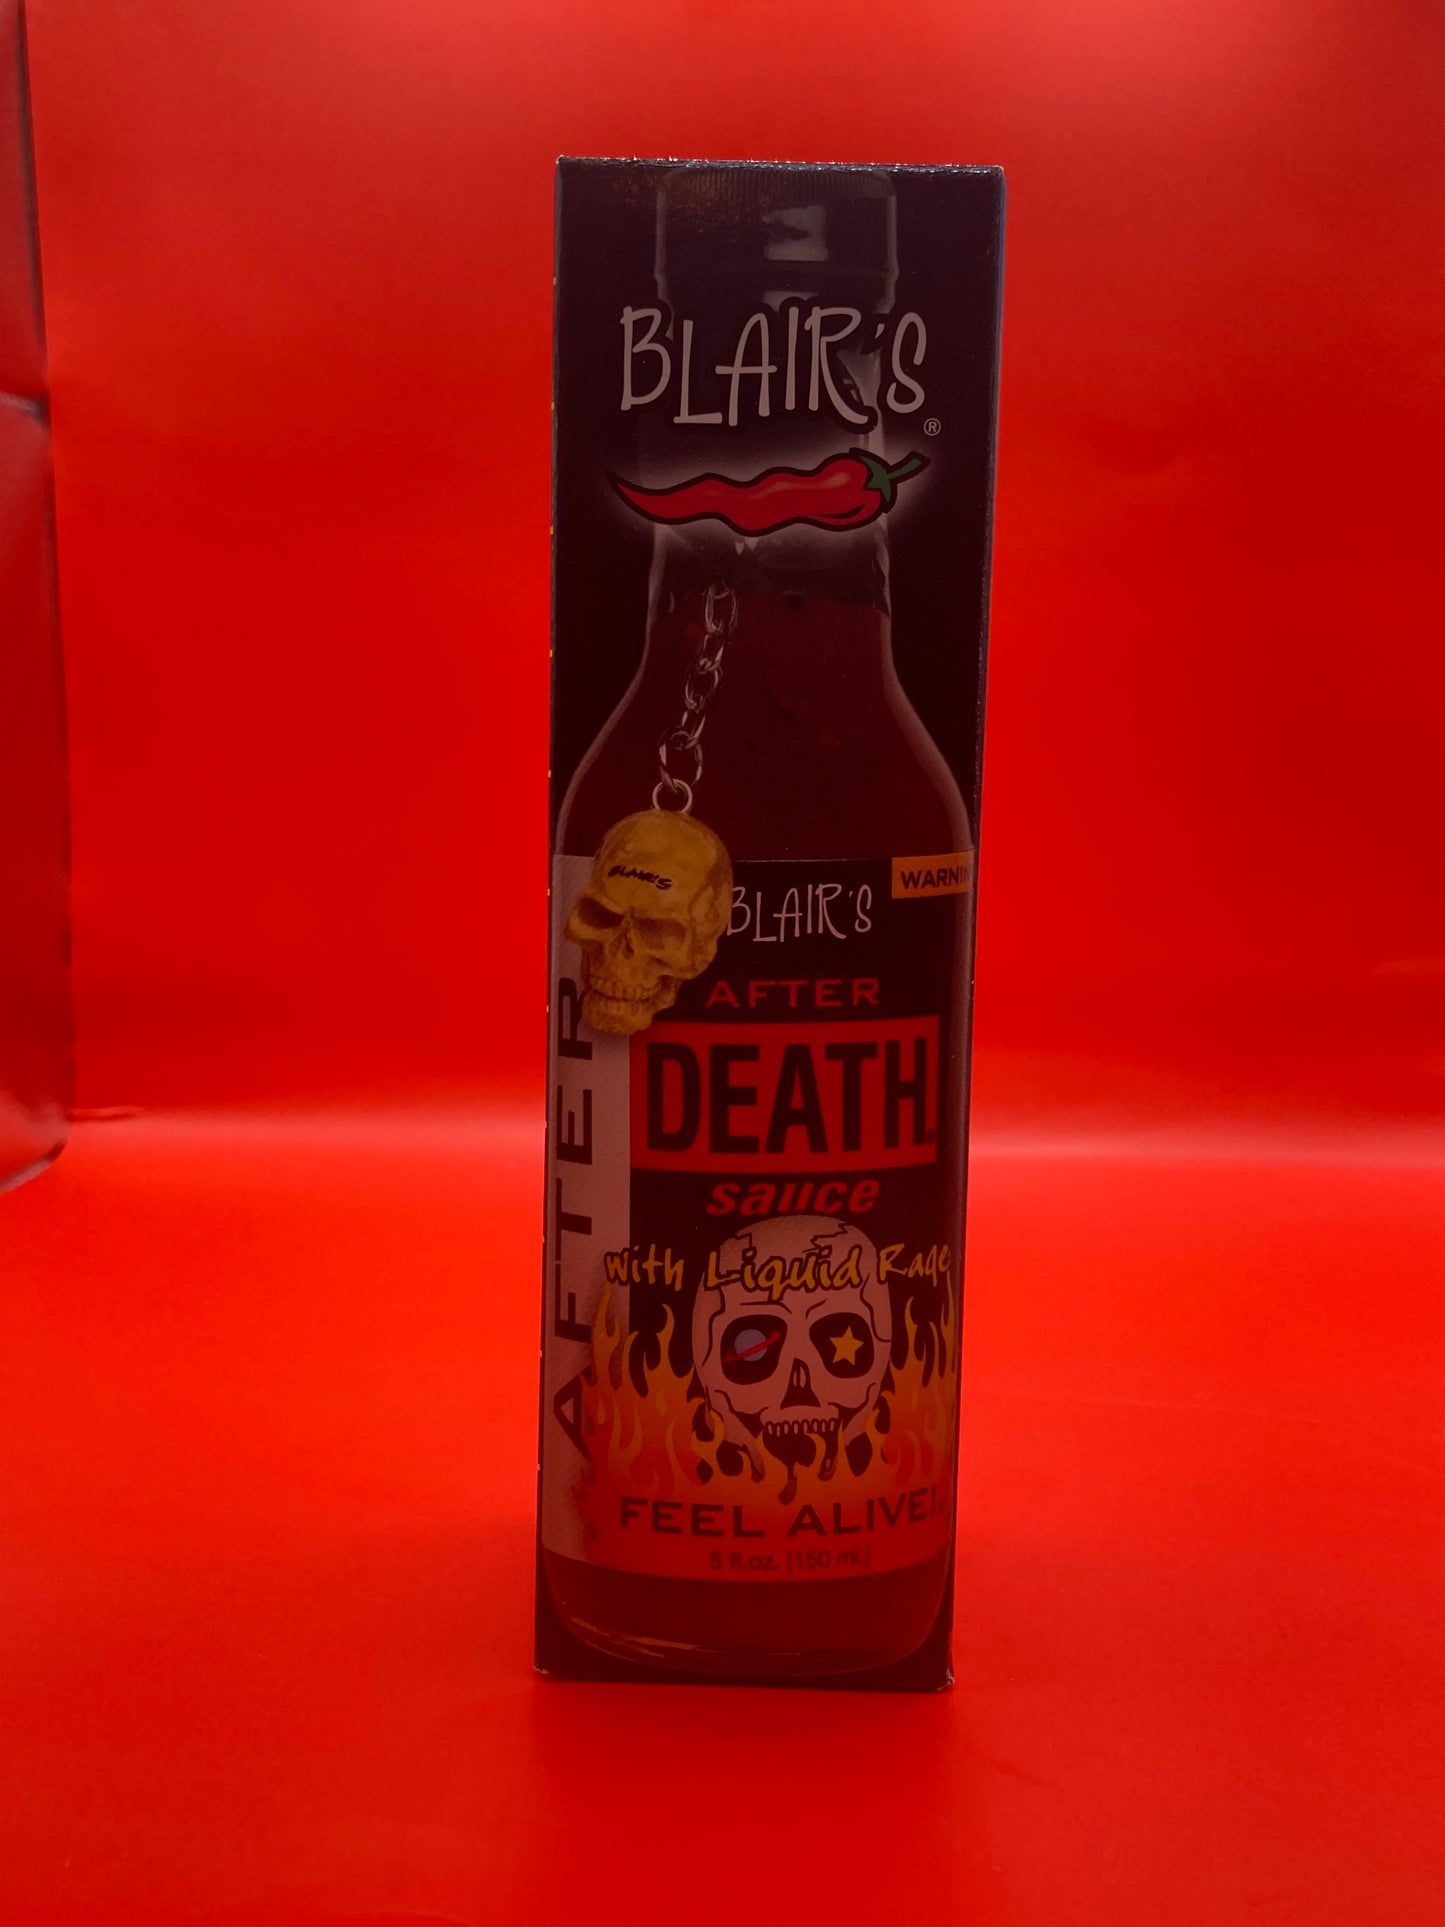 BLAIR'S
®
BLAIR'S
WARNIN
BLAIR'S
AFTER
AFTER
DEATH®
sauce
with Liquid Rage
FEEL ALIVE!
5 fl.oz. [150 ml.]